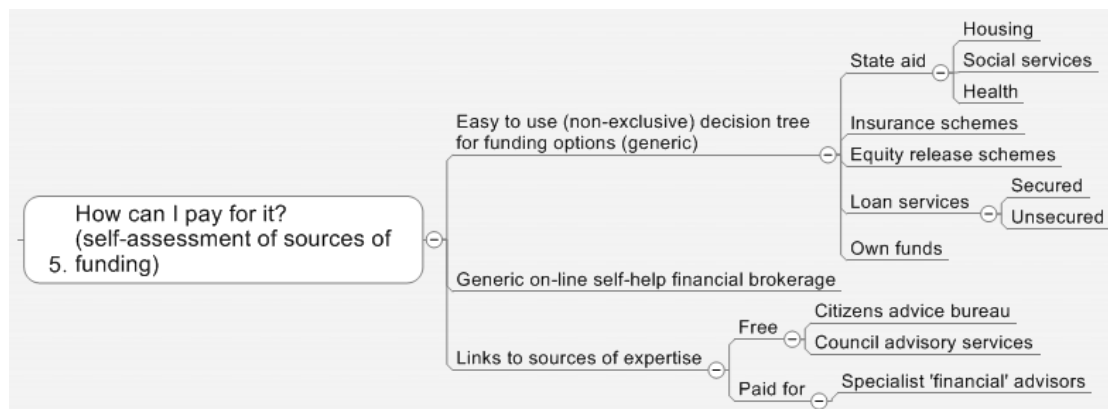 Housing
State aid
Social services
Health
Easy to use (non-exclusive) decision tree
for funding options (generic)
Insurance schemes
Equity release schemes
Secured
Loan services
Unsecured
Own funds
How can I pay for it?
(self-assessment of sources of
5. funding)
Generic on-line self-help financial brokerage
Citizens advice bureau
Free
Council advisory services
Links to sources of expertise
Paid for
Specialist 'financial' advisors